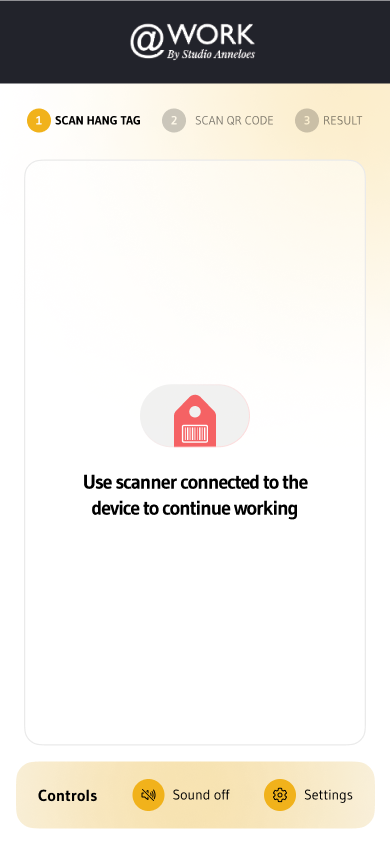 @WORK
By Studio Anneloes
1 SCAN HANG TAG 2 SCAN QR CODE 3 RESULT
Use scanner connected to the
device to continue working
Controls Sound off Settings